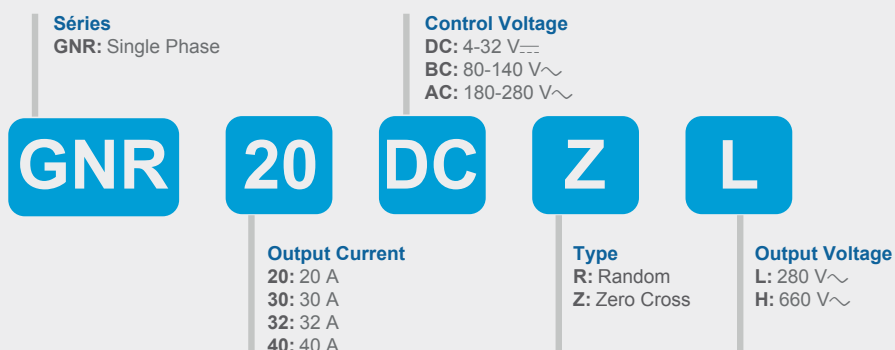 Séries
GNR: Single Phase
Control Voltage
DC: 4-32 V⎓
BC: 80-140 V~
AC: 180-280 V~
GNR 20 DC Z L
Output Current
20: 20 A
30: 30 A
32: 32 A
40: 40 A
Type
R: Random
Z: Zero Cross
Output Voltage
L: 280 V~
H: 660 V~